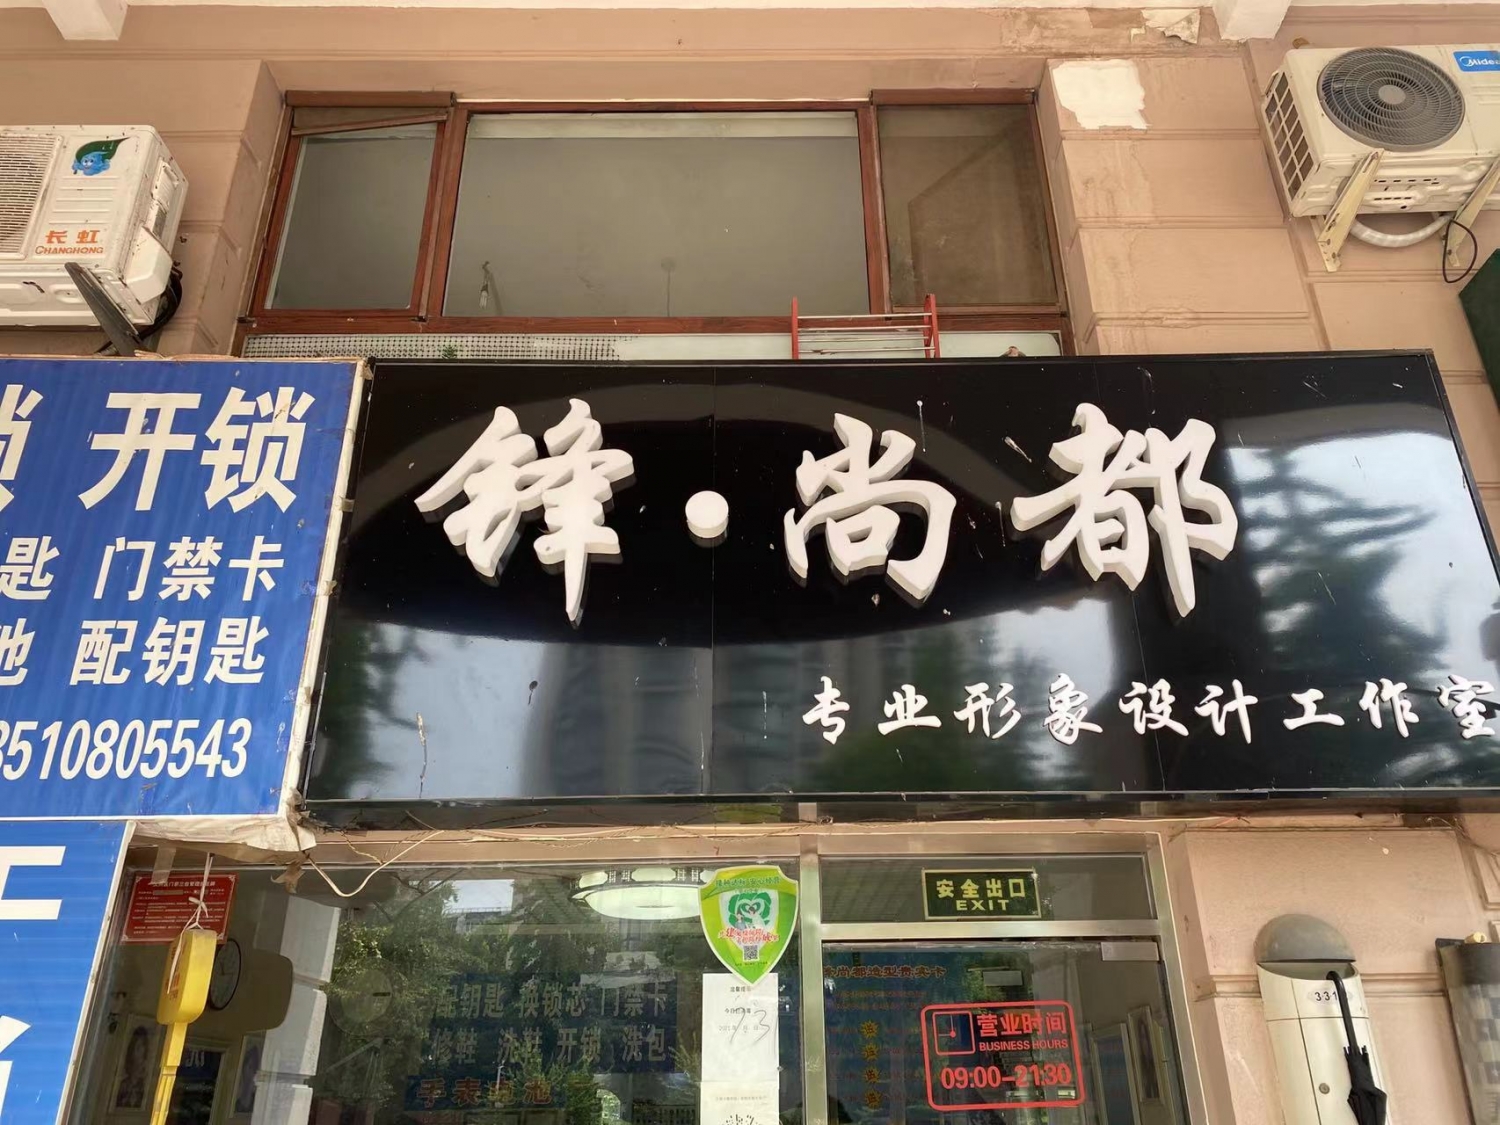 Midea
长虹
CHANGHONG
开锁
匙 门禁卡
池 配钥匙
3510805543
锋·尚都
专业形象设计工作室
安全出口
EXIT
配钥匙 换锁芯 门禁卡
修鞋 洗鞋 开锁 洗包
手表电池
营业时间
BUSINESS HOURS
09:00-21:30
331